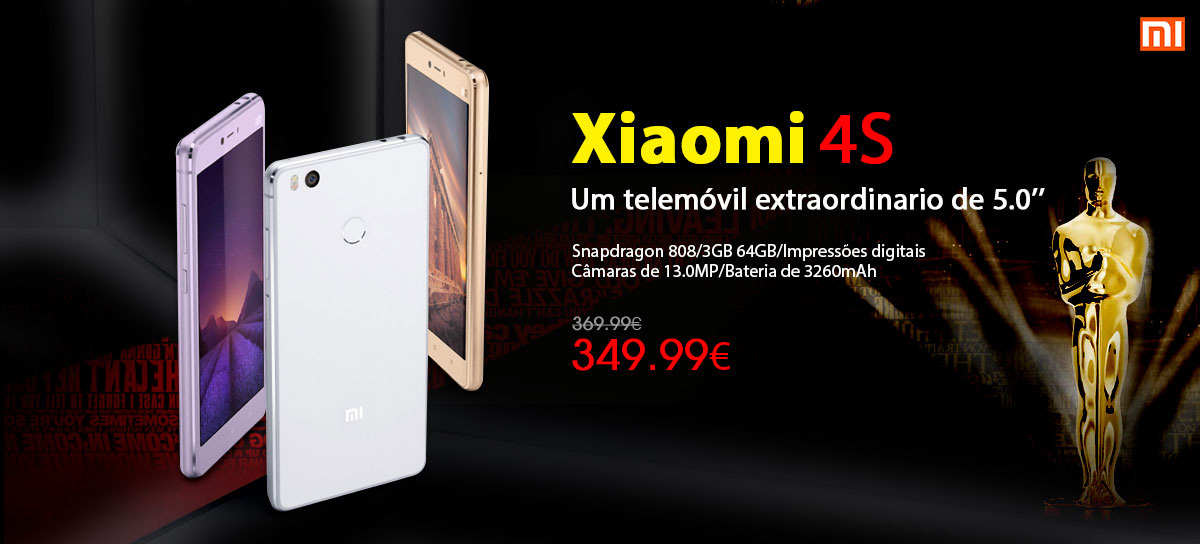 mi
Xiaomi 4S
Um telemóvil extraordinario de 5.0''
Snapdragon 808/3GB 64GB/Impressões digitais
Câmaras de 13.0MP/Bateria de 3260mAh
369.99€
349.99€
mi